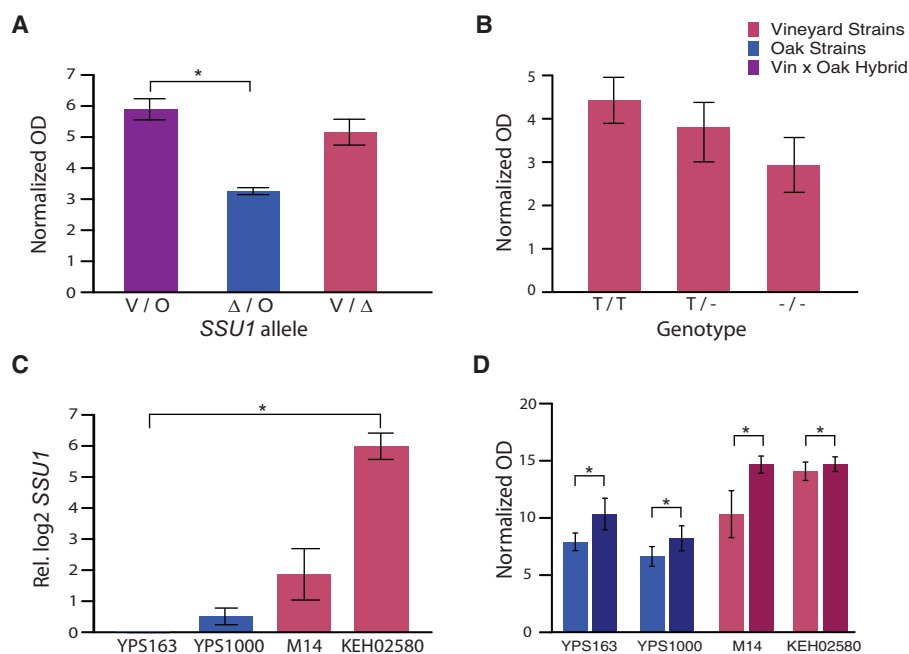 A
Normalized OD
7
6
5
4
3
2
1
0
*
V / O
Δ / O
V / Δ
SSU1 allele
B
Vineyard Strains
Oak Strains
Vin x Oak Hybrid
Normalized OD
5
4
3
2
1
0
T / T
T / -
- / -
Genotype
C
Rel. log2 SSU1
7
6
5
4
3
2
1
0
*
YPS163
YPS1000
M14
KEH02580
D
Normalized OD
20
15
10
5
0
*
*
*
*
YPS163
YPS1000
M14
KEH02580